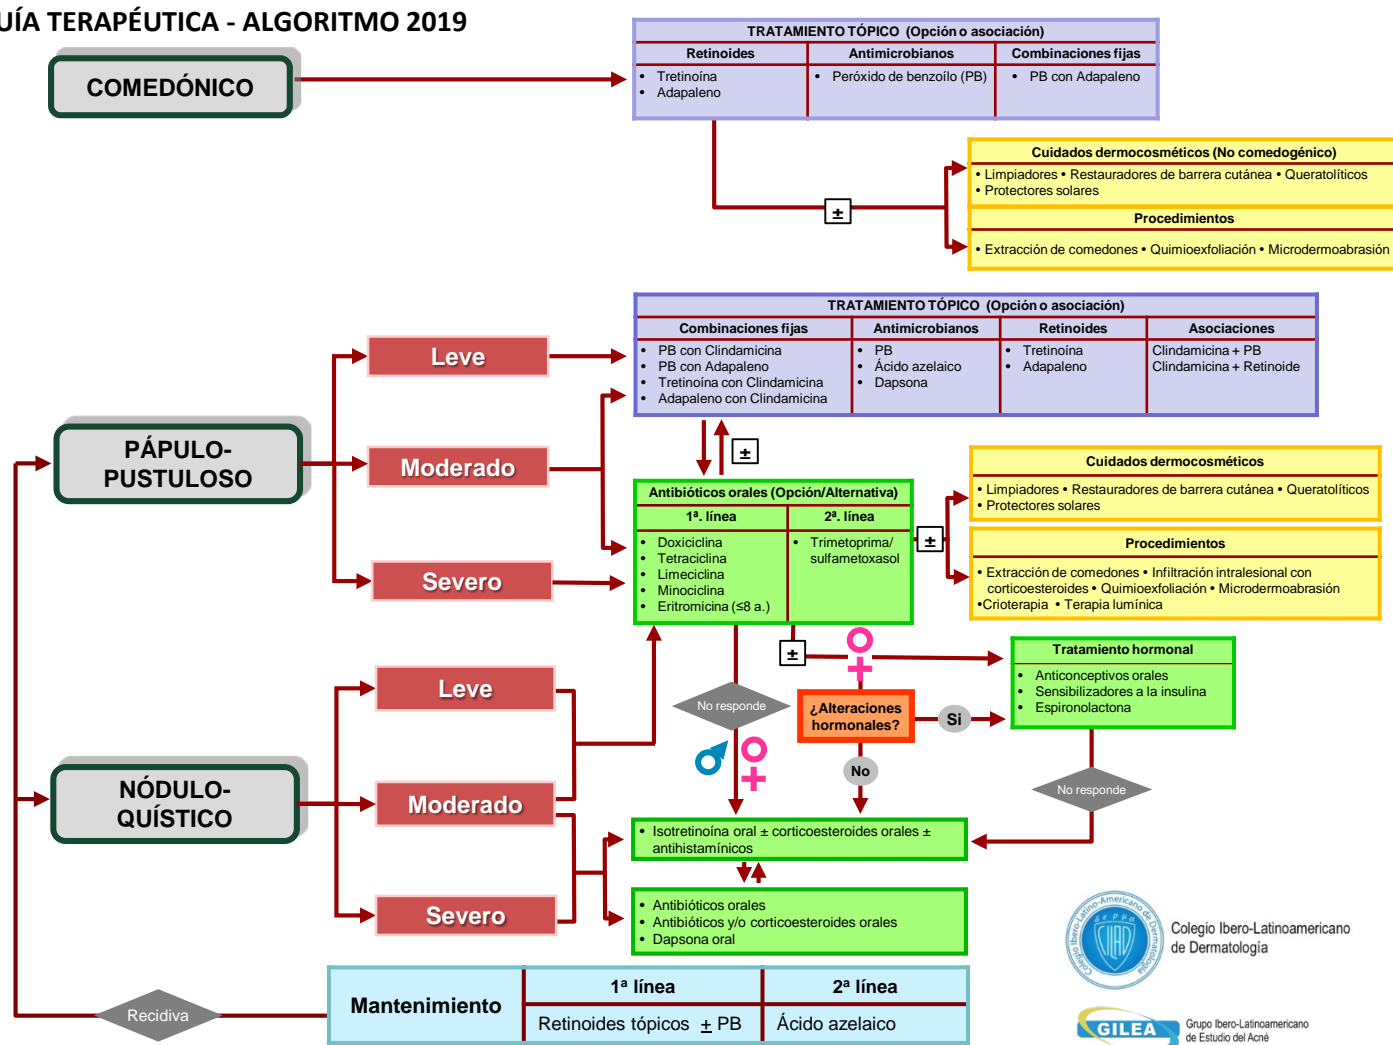 UÍA TERAPÉUTICA - ALGORITMO 2019
COMEDÓNICO
TRATAMIENTO TÓPICO (Opción o asociación)
Retinoides
Antimicrobianos
Combinaciones fijas
• Tretinoína
• Adapaleno
• Peróxido de benzoílo (PB)
• PB con Adapaleno
±
Cuidados dermocosméticos (No comedogénico)
• Limpiadores • Restauradores de barrera cutánea • Queratolíticos
• Protectores solares
Procedimientos
• Extracción de comedones • Quimioexfoliación • Microdermoabrasión
PÁPULO-
PUSTULOSO
Leve
Moderado
Severo
TRATAMIENTO TÓPICO (Opción o asociación)
Combinaciones fijas
Antimicrobianos
Retinoides
Asociaciones
• PB con Clindamicina
• PB con Adapaleno
• Tretinoína con Clindamicina
• Adapaleno con Clindamicina
• PB
• Ácido azelaico
• Dapsona
• Tretinoína
• Adapaleno
Clindamicina + PB
Clindamicina + Retinoide
±
Antibióticos orales (Opción/Alternativa)
1ª. línea
2ª. línea
• Doxiciclina
• Tetraciclina
• Limeciclina
• Minociclina
• Eritromicina (≤8 a.)
• Trimetoprima/
sulfametoxasol
±
Cuidados dermocosméticos
• Limpiadores • Restauradores de barrera cutánea • Queratolíticos
• Protectores solares
Procedimientos
• Extracción de comedones • Infiltración intralesional con
corticoesteroides • Quimioexfoliación • Microdermoabrasión
•Crioterapia • Terapia lumínica
±
Tratamiento hormonal
• Anticonceptivos orales
• Sensibilizadores a la insulina
• Espironolactona
NÓDULO-
QUÍSTICO
Leve
Moderado
Severo
No responde
¿Alteraciones
hormonales?
Si
No
No responde
• Isotretinoína oral ± corticoesteroides orales ±
antihistamínicos
• Antibióticos orales
• Antibióticos y/o corticoesteroides orales
• Dapsona oral
Recidiva
Mantenimiento
1ª línea
2ª línea
Retinoides tópicos ± PB
Ácido azelaico
Colegio Ibero-Latino-Americano de Dermatología
CILAD
Colegio Ibero-Latinoamericano
de Dermatología
GILEA
Grupo Ibero-Latinoamericano
de Estudio del Acné